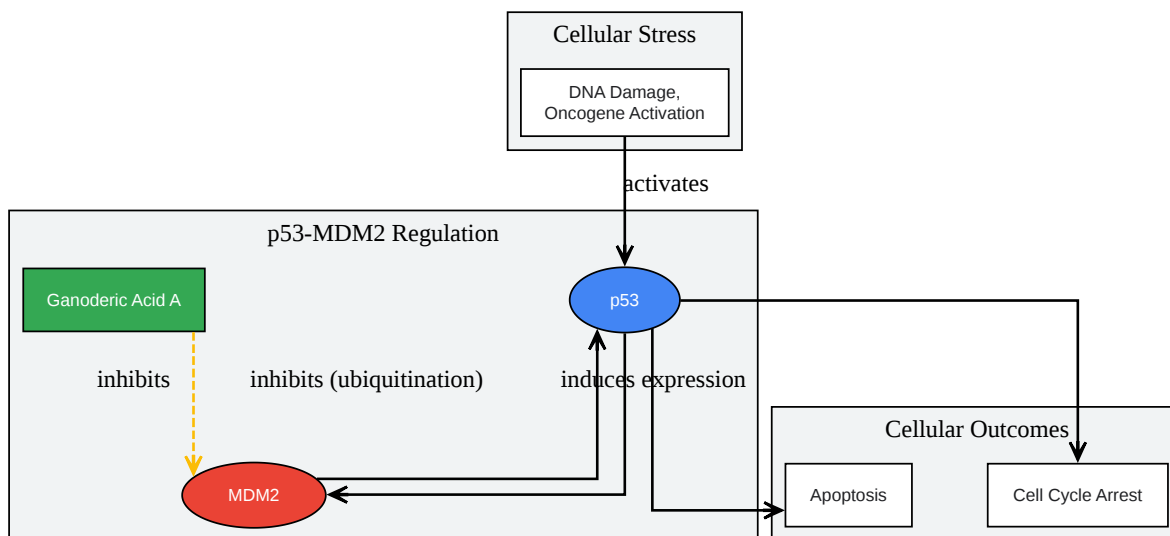 Cellular Stress
DNA Damage,
Oncogene Activation
activates
p53-MDM2 Regulation
Ganoderic Acid A
p53
inhibits
inhibits (ubiquitination)
induces expression
MDM2
Cellular Outcomes
Apoptosis
Cell Cycle Arrest